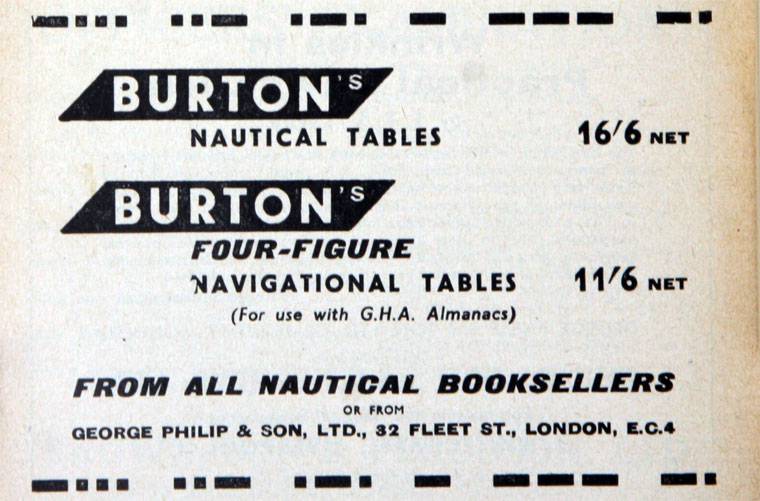 BURTON'S
NAUTICAL TABLES 16/6 NET
BURTON'S
FOUR-FIGURE
NAVIGATIONAL TABLES 11/6 NET
(For use with G.H.A. Almanacs)
FROM ALL NAUTICAL BOOKSELLERS
OR FROM
GEORGE PHILIP & SON, LTD., 32 FLEET ST., LONDON, E.C.4